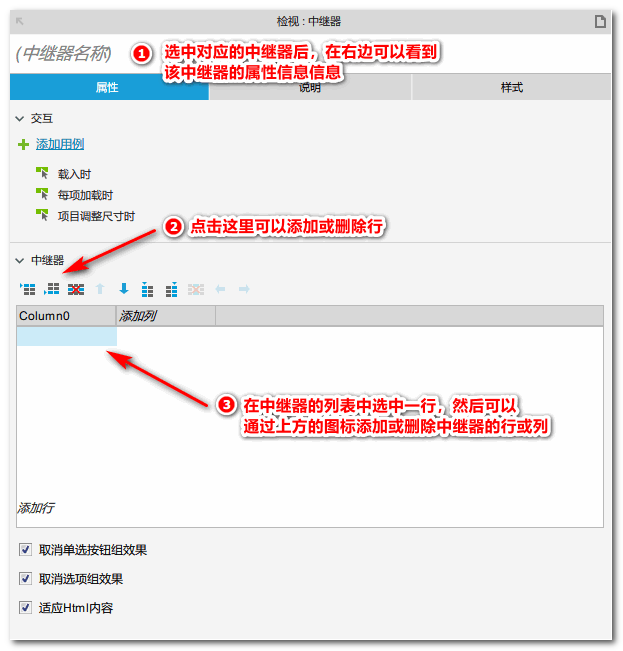 检视 : 中继器
(中继器名称)
1 选中对应的中继器后，在右边可以看到
该中继器的属性信息信息
属性 说明 样式
交互
添加用例
载入时
每项加载时
项目调整尺寸时
2 点击这里可以添加或删除行
中继器
Column0 添加列
3 在中继器的列表中选中一行，然后可以
通过上方的图标添加或删除中继器的行或列
添加行
取消单选按钮组效果
取消选项组效果
适应Html内容